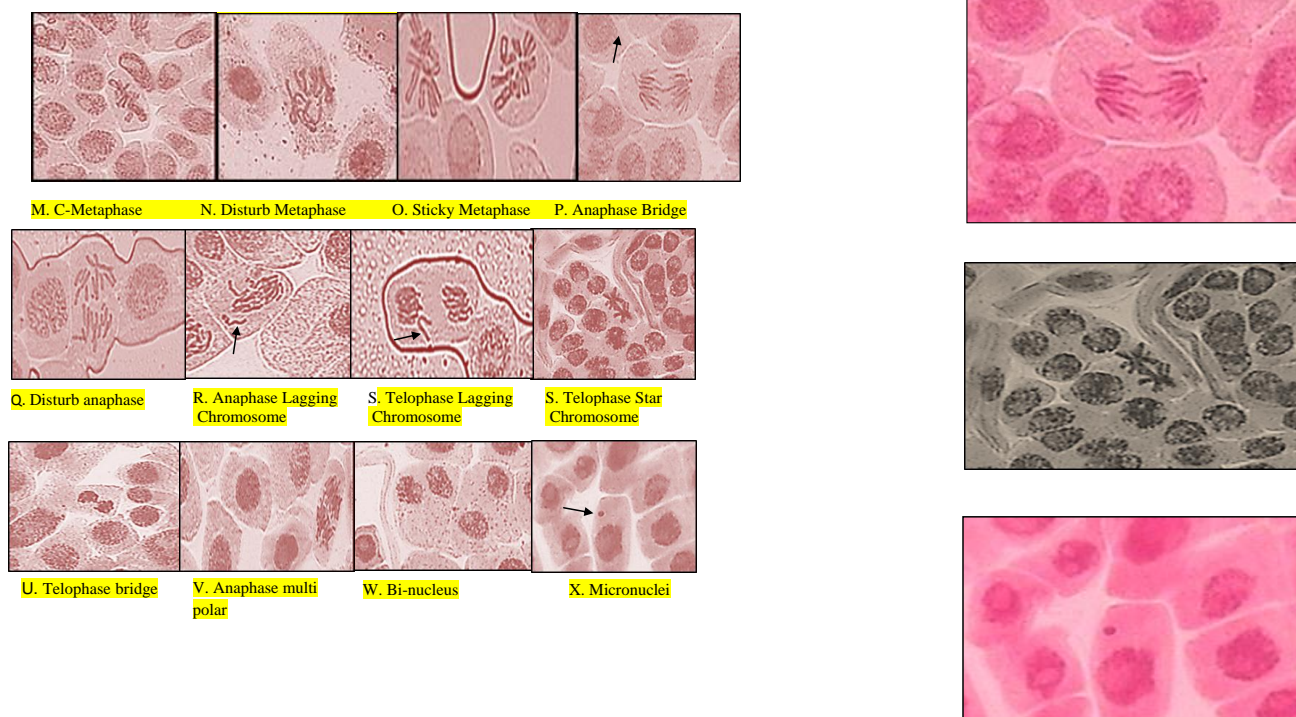 M. C-Metaphase N. Disturb Metaphase O. Sticky Metaphase P. Anaphase Bridge
Q. Disturb anaphase R. Anaphase Lagging Chromosome S. Telophase Lagging Chromosome S. Telophase Star Chromosome
U. Telophase bridge V. Anaphase multi polar W. Bi-nucleus X. Micronuclei